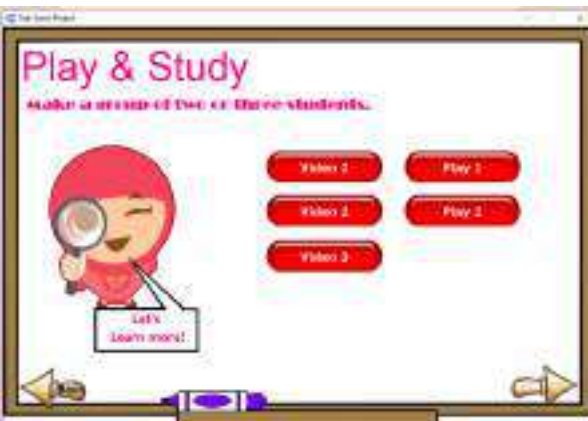 Play & Study
Make a group of two or three students.
Video 1
Play 1
Video 2
Play 2
Video 3
Let's
Learn more!